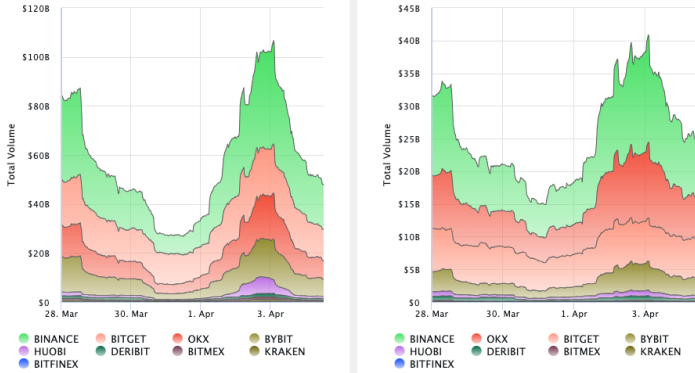 $120B
$100B
$80B
$60B
$40B
$20B
$0
Total Volume
28. Mar 30. Mar 1. Apr 3. Apr
BINANCE BITGET OKX BYBIT
HUOBI DERIBIT BITMEX KRAKEN
BITFINEX
$45B
$40B
$35B
$30B
$25B
$20B
$15B
$10B
$5B
$0
Total Volume
28. Mar 30. Mar 1. Apr 3. Apr
BINANCE OKX BITGET BYBIT
HUOBI DERIBIT BITMEX KRAKEN
BITFINEX